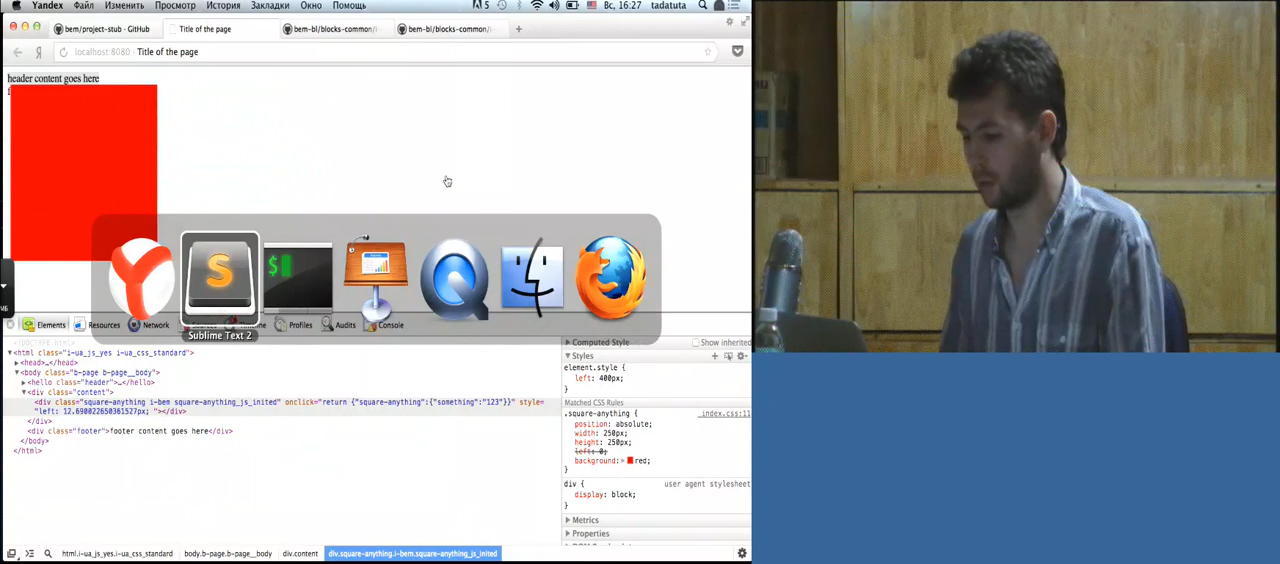 Yandex Файл Изменить Просмотр История Закладки Окно Помощь 5 Вс, 16:27 tadatuta
bem/project-stub · GitHub Title of the page bem-bl/blocks-common/i- bem-bl/blocks-common/i-
Я localhost:8080 Title of the page
header content goes here
Sublime Text 2
Elements Resources Network Profiles Audits Console
<!DOCTYPE html>
<html class="i-ua_js_yes i-ua_css_standard">
<head>…</head>
<body class="b-page b-page__body">
<hello class="header">…</hello>
<div class="content">
<div class="square-anything i-bem square-anything_js_inited" onclick="return {"square-anything":{"something":"123"}}" style=
"left: 12.690022650361527px; "></div>
</div>
<div class="footer">footer content goes here</div>
</body>
</html>
Computed Style Show inherited
Styles
element.style {
left: 400px;
}
Matched CSS Rules
.square-anything { _index.css:11
position: absolute;
width: 250px;
height: 250px;
left: 0;
background: red;
}
div { user agent stylesheet
display: block;
}
Metrics
Properties
html.i-ua_js_yes.i-ua_css_standard body.b-page.b-page__body div.content div.square-anything.i-bem.square-anything_js_inited